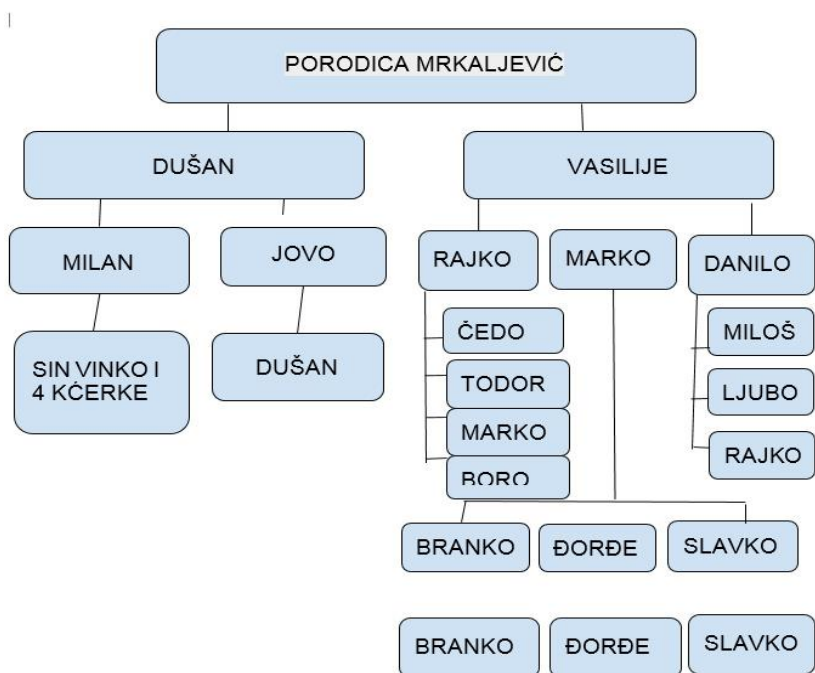 PORODICA MRKALJEVIĆ
DUŠAN
VASILIJE
MILAN
JOVO
RAJKO
MARKO
DANILO
SIN VINKO I
4 KĆERKE
DUŠAN
ČEDO
TODOR
MARKO
BORO
MILOŠ
LJUBO
RAJKO
BRANKO
ĐORĐE
SLAVKO
BRANKO
ĐORĐE
SLAVKO